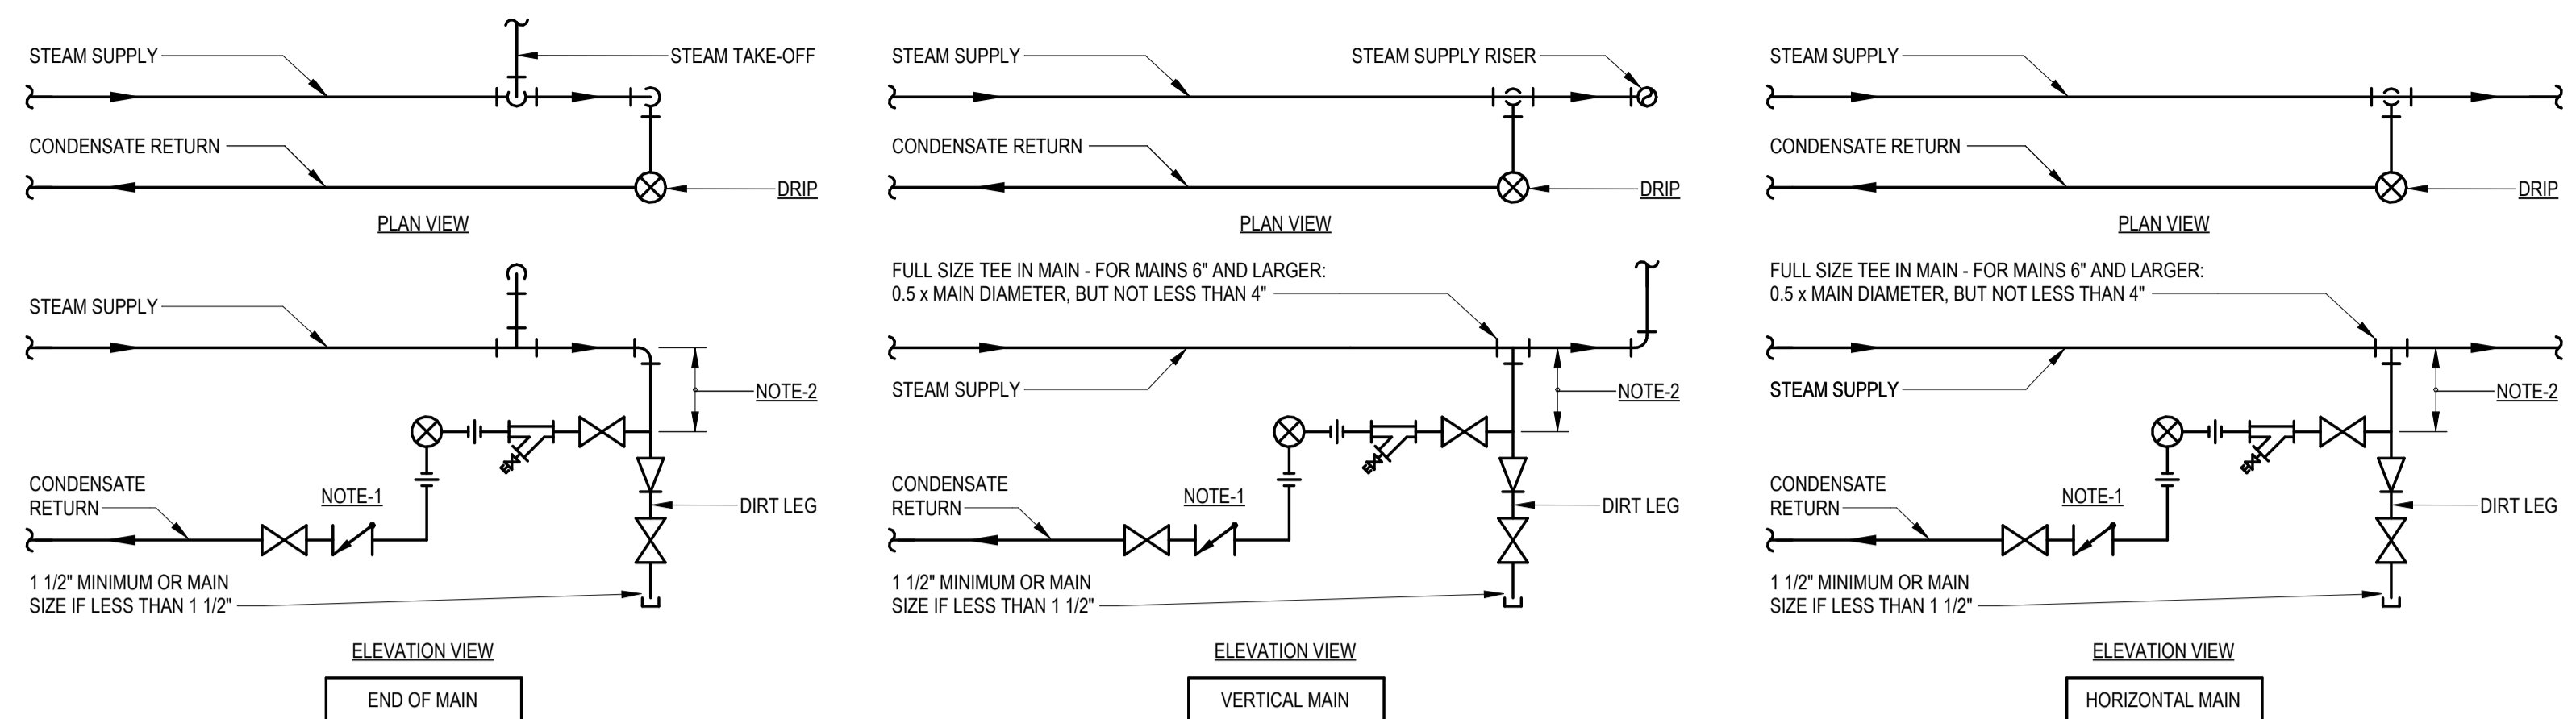 STEAM SUPPLY
STEAM TAKE-OFF
CONDENSATE RETURN
DRIP
PLAN VIEW
STEAM SUPPLY
NOTE-2
CONDENSATE
RETURN
NOTE-1
DIRT LEG
1 1/2" MINIMUM OR MAIN
SIZE IF LESS THAN 1 1/2"
ELEVATION VIEW
END OF MAIN
STEAM SUPPLY
STEAM SUPPLY RISER
CONDENSATE RETURN
DRIP
PLAN VIEW
FULL SIZE TEE IN MAIN - FOR MAINS 6" AND LARGER:
0.5 x MAIN DIAMETER, BUT NOT LESS THAN 4"
STEAM SUPPLY
NOTE-2
CONDENSATE
RETURN
NOTE-1
DIRT LEG
1 1/2" MINIMUM OR MAIN
SIZE IF LESS THAN 1 1/2"
ELEVATION VIEW
VERTICAL MAIN
STEAM SUPPLY
CONDENSATE RETURN
DRIP
PLAN VIEW
FULL SIZE TEE IN MAIN - FOR MAINS 6" AND LARGER:
0.5 x MAIN DIAMETER, BUT NOT LESS THAN 4"
STEAM SUPPLY
NOTE-2
CONDENSATE
RETURN
NOTE-1
DIRT LEG
1 1/2" MINIMUM OR MAIN
SIZE IF LESS THAN 1 1/2"
ELEVATION VIEW
HORIZONTAL MAIN